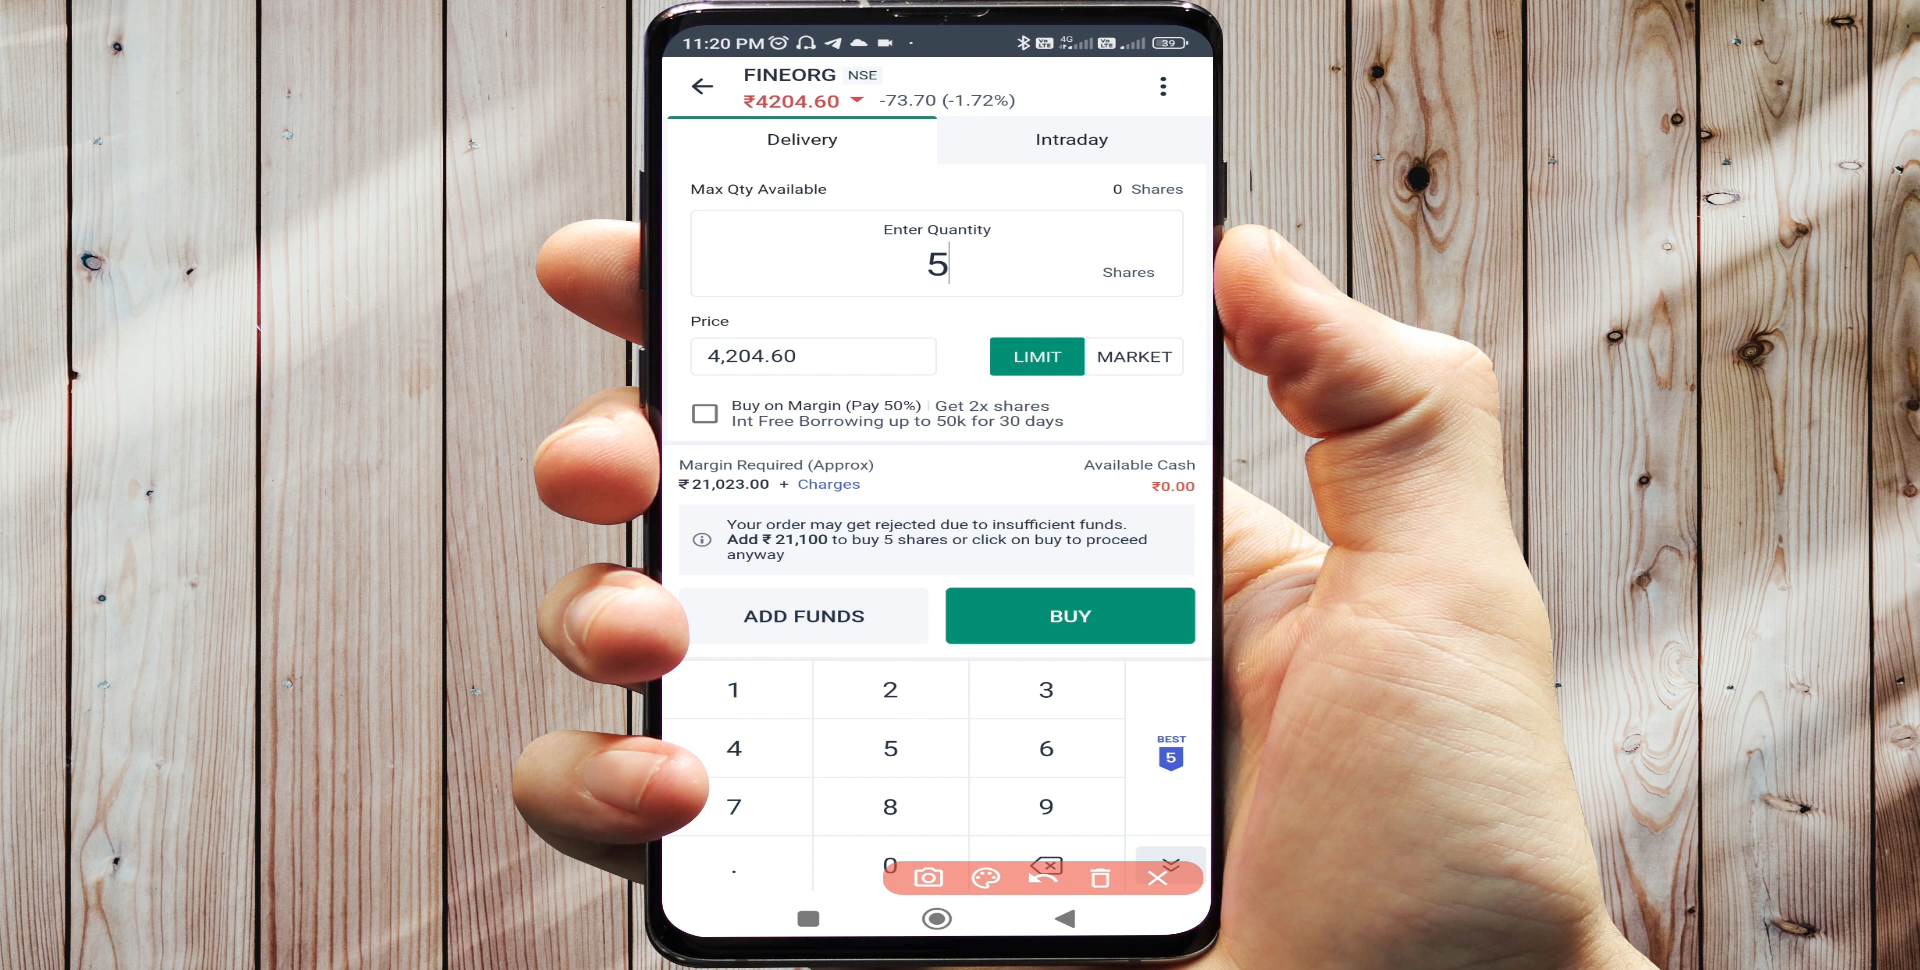 11:20 PM
4G
39
FINEORG NSE
₹4204.60 -73.70 (-1.72%)
Delivery Intraday
Max Qty Available 0 Shares
Enter Quantity
5
Shares
Price
4,204.60 LIMIT MARKET
Buy on Margin (Pay 50%) | Get 2x shares
Int Free Borrowing up to 50k for 30 days
Margin Required (Approx) Available Cash
₹21,023.00 + Charges ₹0.00
Your order may get rejected due to insufficient funds.
Add ₹ 21,100 to buy 5 shares or click on buy to proceed
anyway
ADD FUNDS BUY
1 2 3
4 5 6
BEST
5
7 8 9
. 0